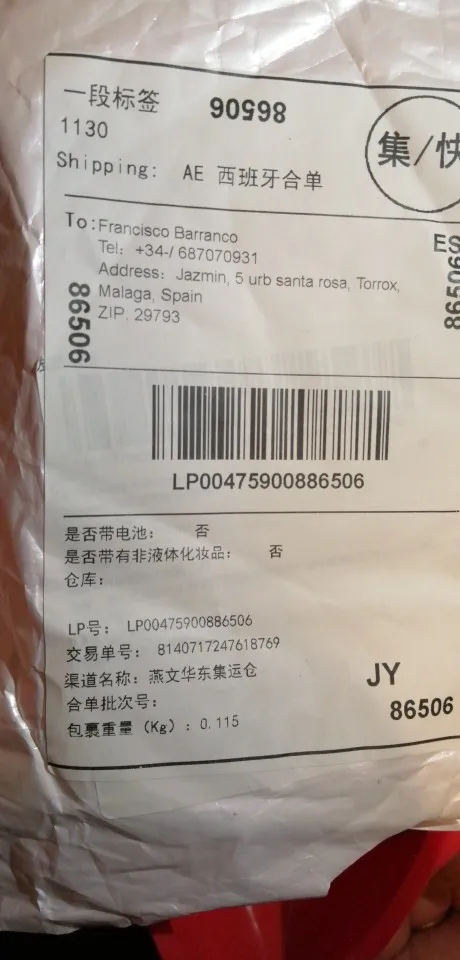 一段标签 86506
1130
集/快
Shipping: AE 西班牙合单
To: Francisco Barranco
Tel: +34-/ 687070931
Address: Jazmin, 5 urb santa rosa, Torrox,
Malaga, Spain
ZIP. 29793
ES
86506
86506
LP00475900886506
是否带电池: 否
是否带有非液体化妆品: 否
仓库:
LP号: LP00475900886506
交易单号: 8140717247618769
渠道名称: 燕文华东集运仓
合单批次号:
包裹重量 (Kg) : 0.115
JY
86506